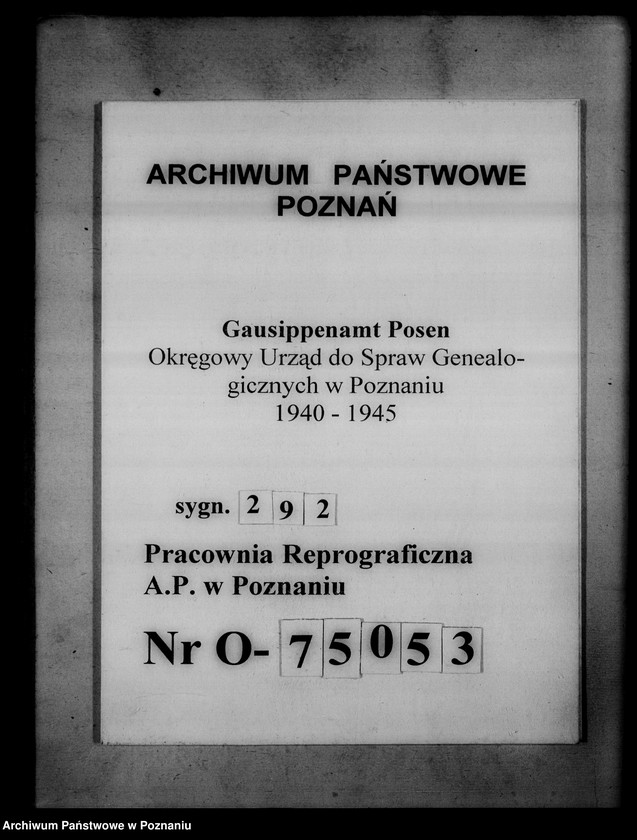 ARCHIWUM PAŃSTWOWE
POZNAŃ
Gausippenamt Posen
Okręgowy Urząd do Spraw Genealo-
gicznych w Poznaniu
1940 - 1945
sygn. 292
Pracownia Reprograficzna
A.P. w Poznaniu
Nr O-75053
Archiwum Państwowe w Poznaniu